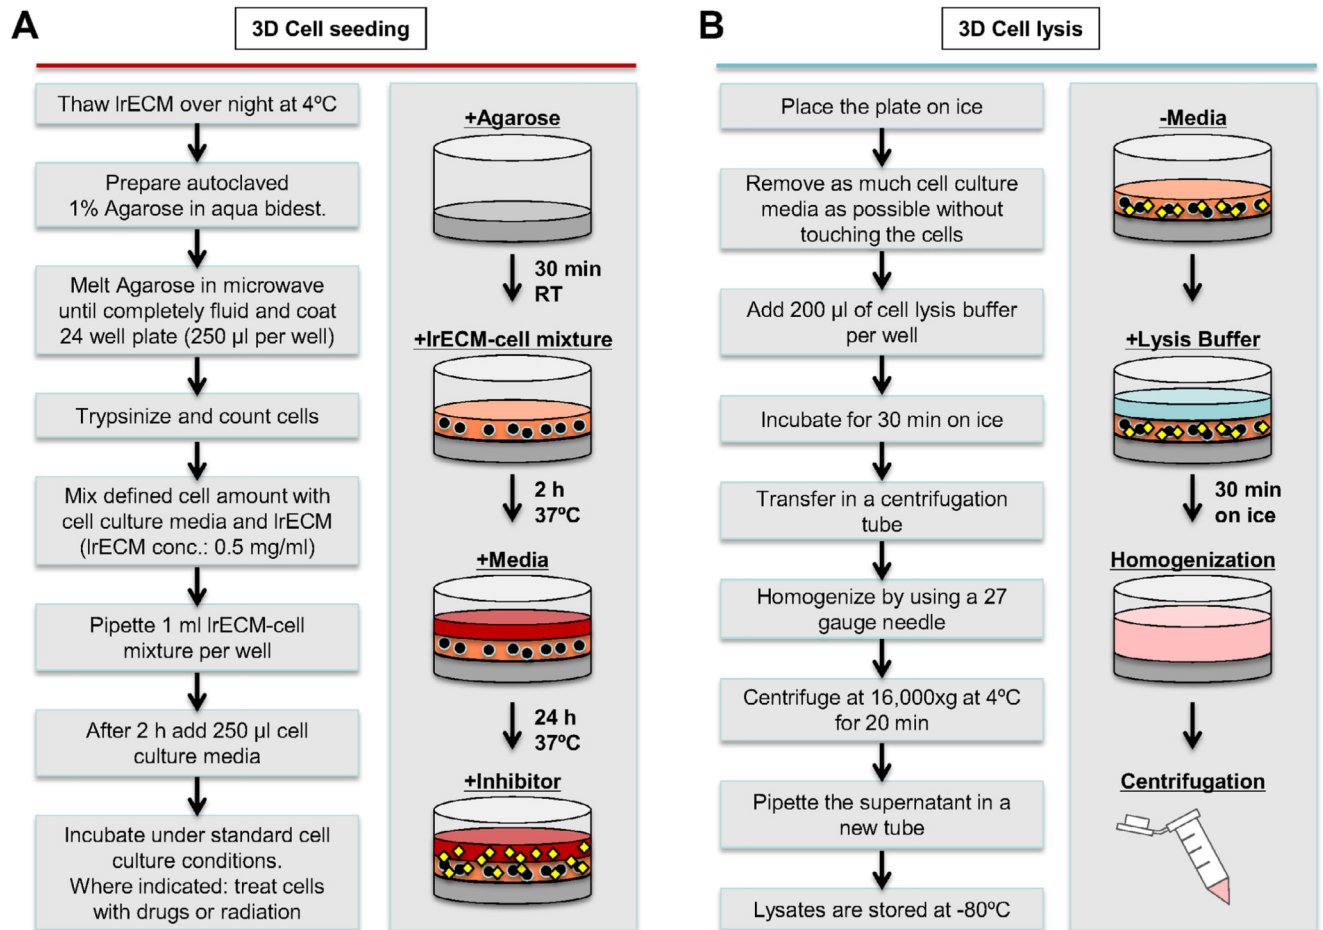 A
3D Cell seeding
Thaw lrECM over night at 4ºC
Prepare autoclaved
1% Agarose in aqua bidest.
Melt Agarose in microwave
until completely fluid and coat
24 well plate (250 µl per well)
Trypsinize and count cells
Mix defined cell amount with
cell culture media and lrECM
(lrECM conc.: 0.5 mg/ml)
Pipette 1 ml lrECM-cell
mixture per well
After 2 h add 250 µl cell
culture media
Incubate under standard cell
culture conditions.
Where indicated: treat cells
with drugs or radiation
+Agarose
30 min
RT
+lrECM-cell mixture
2 h
37ºC
+Media
24 h
37ºC
+Inhibitor
B
3D Cell lysis
Place the plate on ice
Remove as much cell culture
media as possible without
touching the cells
Add 200 µl of cell lysis buffer
per well
Incubate for 30 min on ice
Transfer in a centrifugation
tube
Homogenize by using a 27
gauge needle
Centrifuge at 16,000xg at 4ºC
for 20 min
Pipette the supernatant in a
new tube
Lysates are stored at -80ºC
-Media
+Lysis Buffer
30 min
on ice
Homogenization
Centrifugation